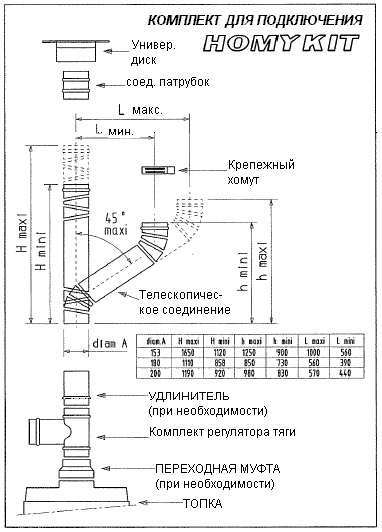 КОМПЛЕКТ ДЛЯ ПОДКЛЮЧЕНИЯ
HOMY KIT
Универ.
диск
соед. патрубок
L макс.
L мин.
Крепежный
хомут
45°
maxi
H maxi
H mini
h mini
h maxi
Телескопичес-
кое соединение
diam A
diam.A H maxi H mini h maxi h mini L maxi L mini
153 1650 1120 1250 900 1000 560
180 1110 850 850 730 560 390
200 1190 920 980 830 570 440
УДЛИНИТЕЛЬ
(при необходимости)
Комплект регулятора тяги
ПЕРЕХОДНАЯ МУФТА
(при необходимости)
ТОПКА